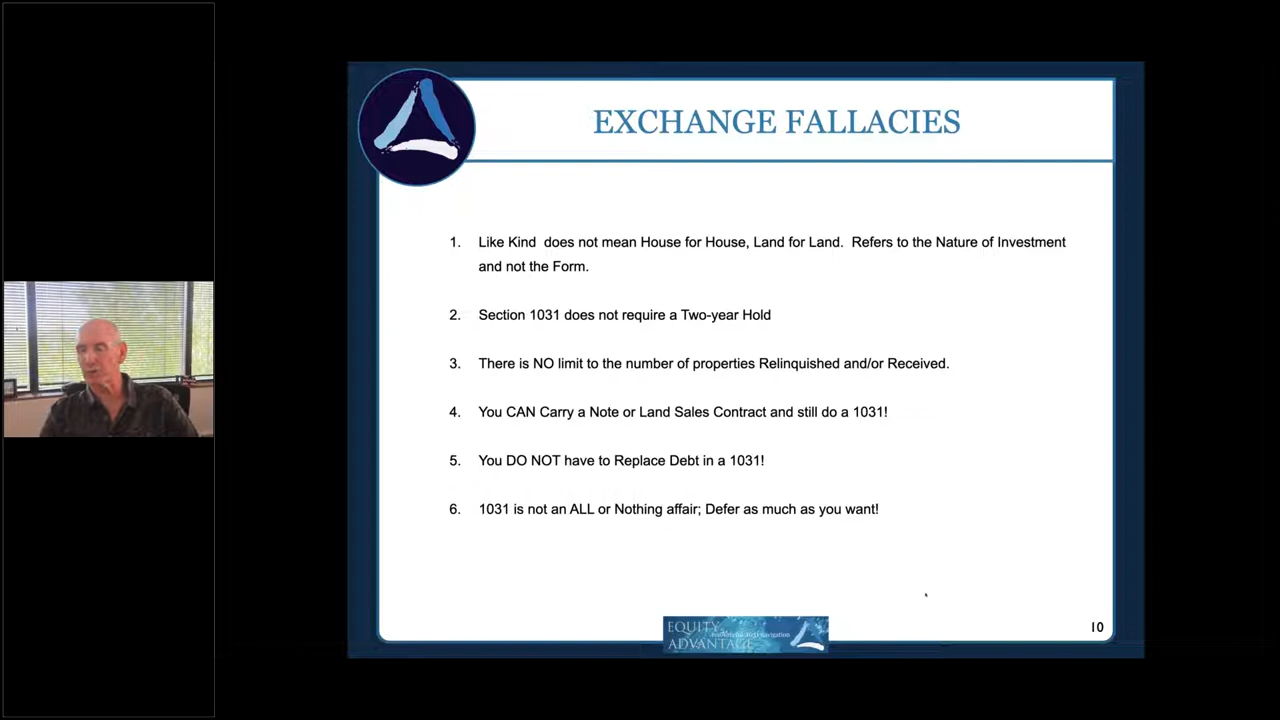 EXCHANGE FALLACIES
1. Like Kind does not mean House for House, Land for Land. Refers to the Nature of Investment
and not the Form.
2. Section 1031 does not require a Two-year Hold
3. There is NO limit to the number of properties Relinquished and/or Received.
4. You CAN Carry a Note or Land Sales Contract and still do a 1031!
5. You DO NOT have to Replace Debt in a 1031!
6. 1031 is not an ALL or Nothing affair; Defer as much as you want!
EQUITY
ADVANTAGE
10